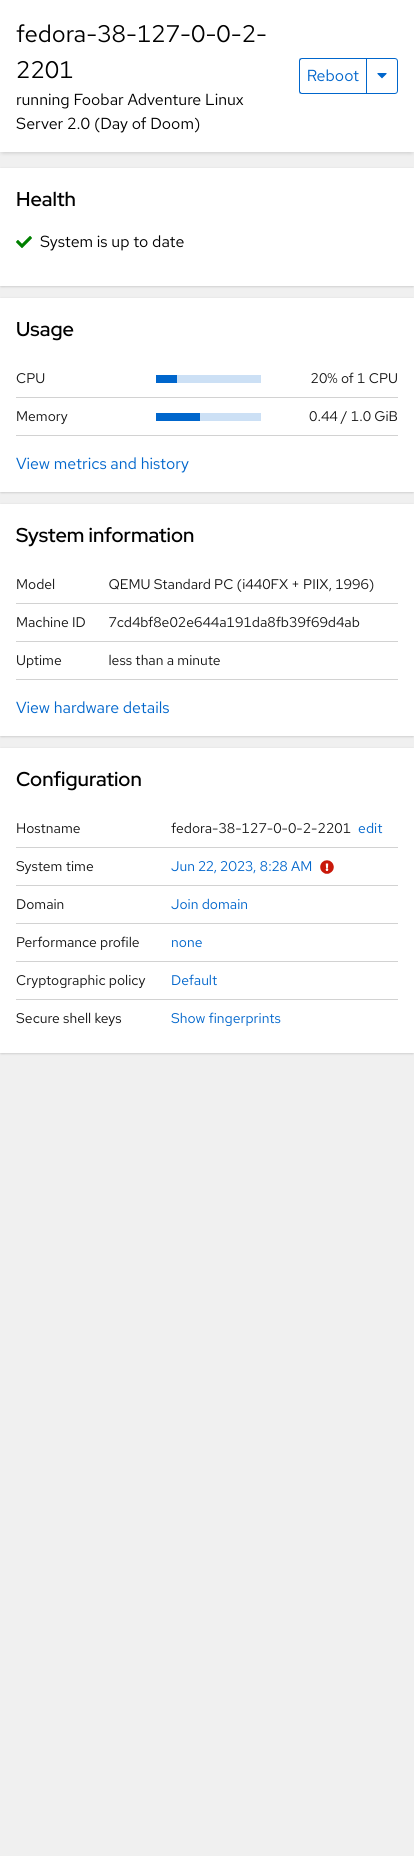 fedora-38-127-0-0-2-
2201
running Foobar Adventure Linux
Server 2.0 (Day of Doom)
Reboot
Health
System is up to date
Usage
CPU 20% of 1 CPU
Memory 0.44 / 1.0 GiB
View metrics and history
System information
Model QEMU Standard PC (i440FX + PIIX, 1996)
Machine ID 7cd4bf8e02e644a191da8fb39f69d4ab
Uptime less than a minute
View hardware details
Configuration
Hostname fedora-38-127-0-0-2-2201 edit
System time Jun 22, 2023, 8:28 AM
Domain Join domain
Performance profile none
Cryptographic policy Default
Secure shell keys Show fingerprints